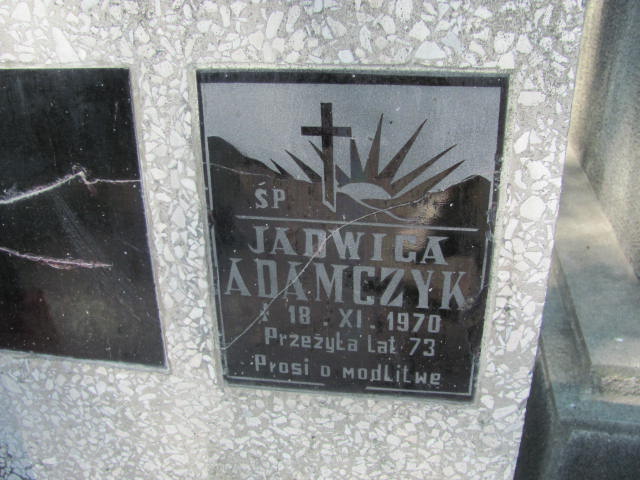 ŚP
JADWIGA
ADAMCZYK
X 18 . XI . 1970
Przeżyła lat 73
Prosi o modlitwę